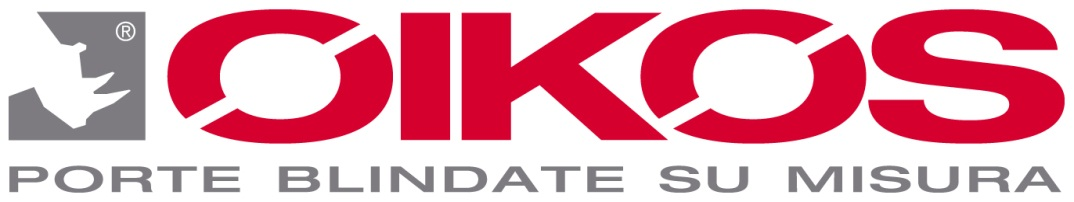 ® OIKOS
PORTE BLINDATE SU MISURA